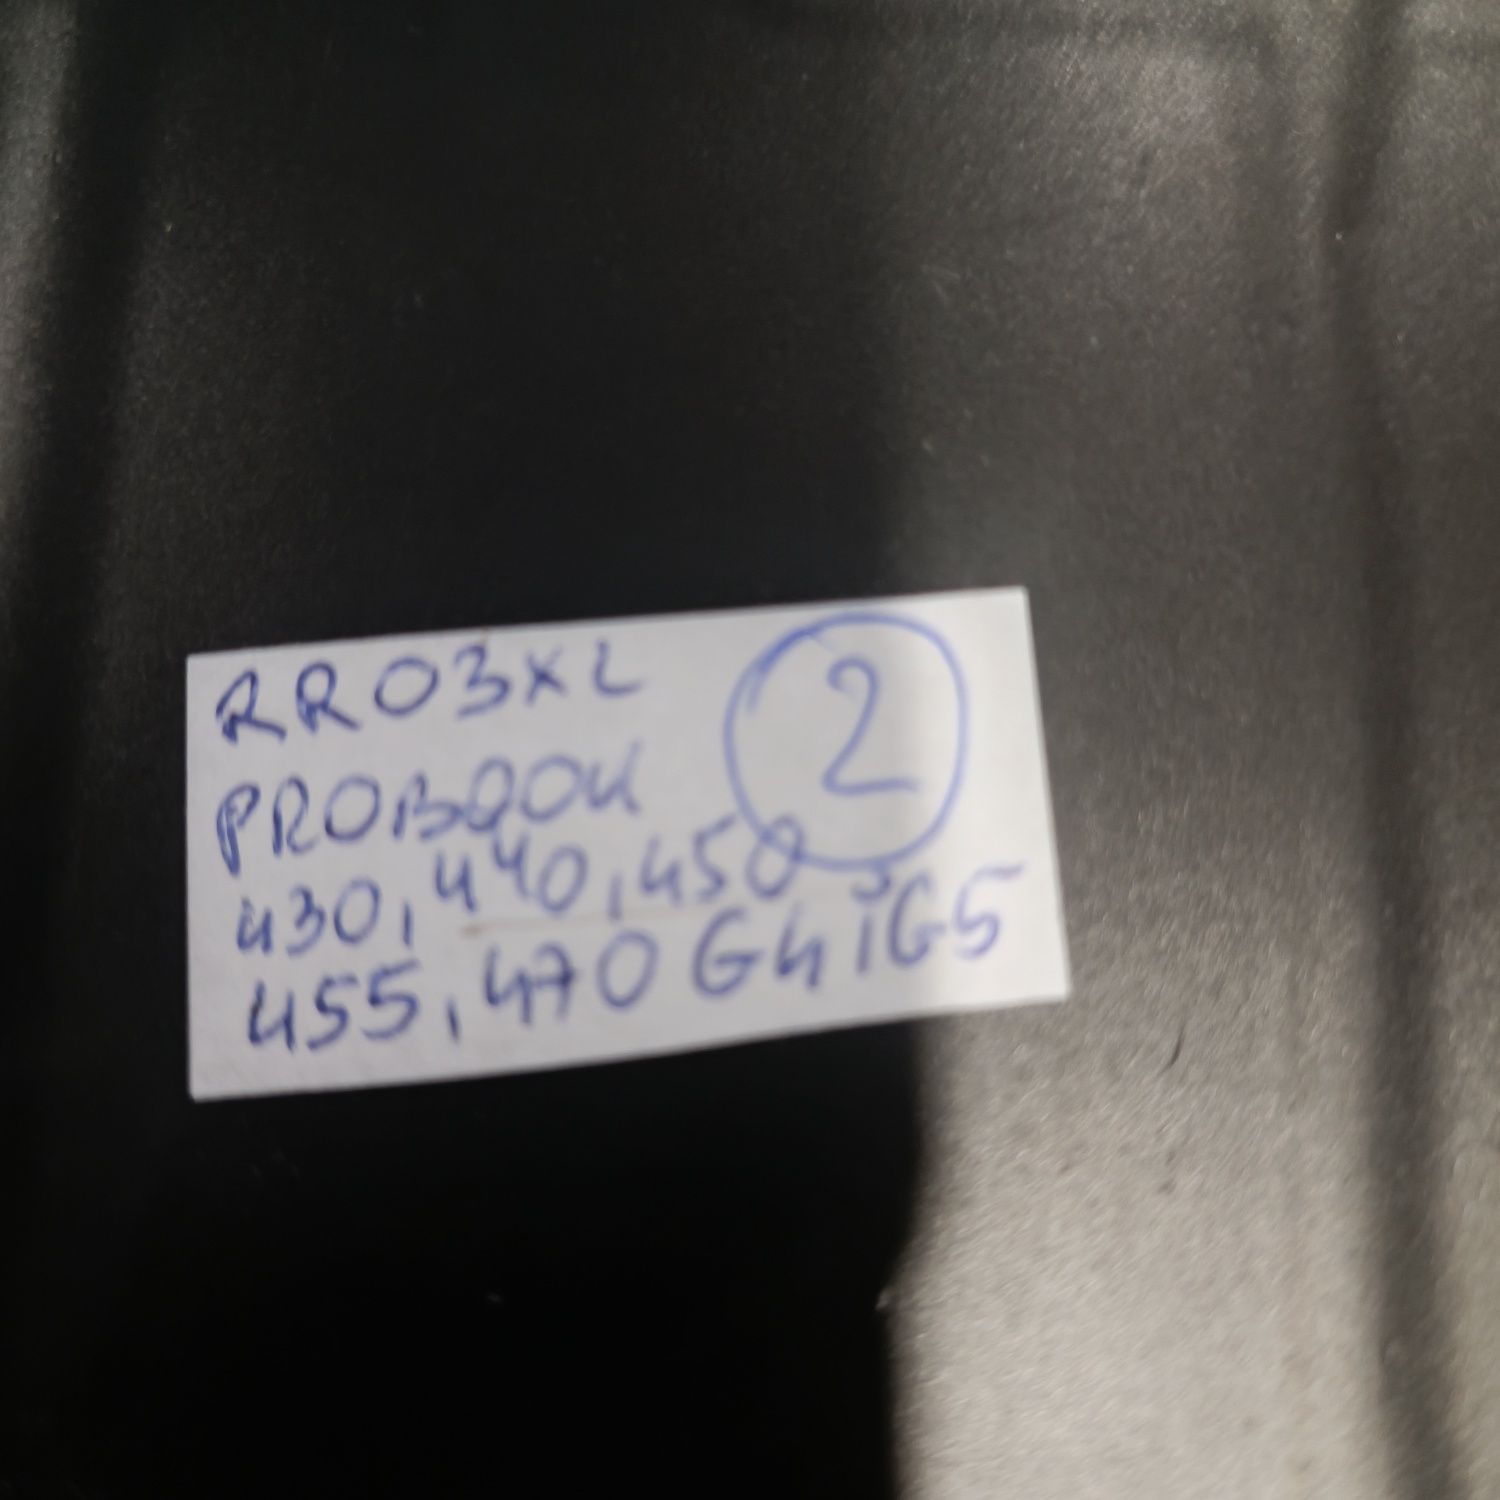 RR03XL
2
PROBOOK
430, 440, 450
455, 470 G4 i G5